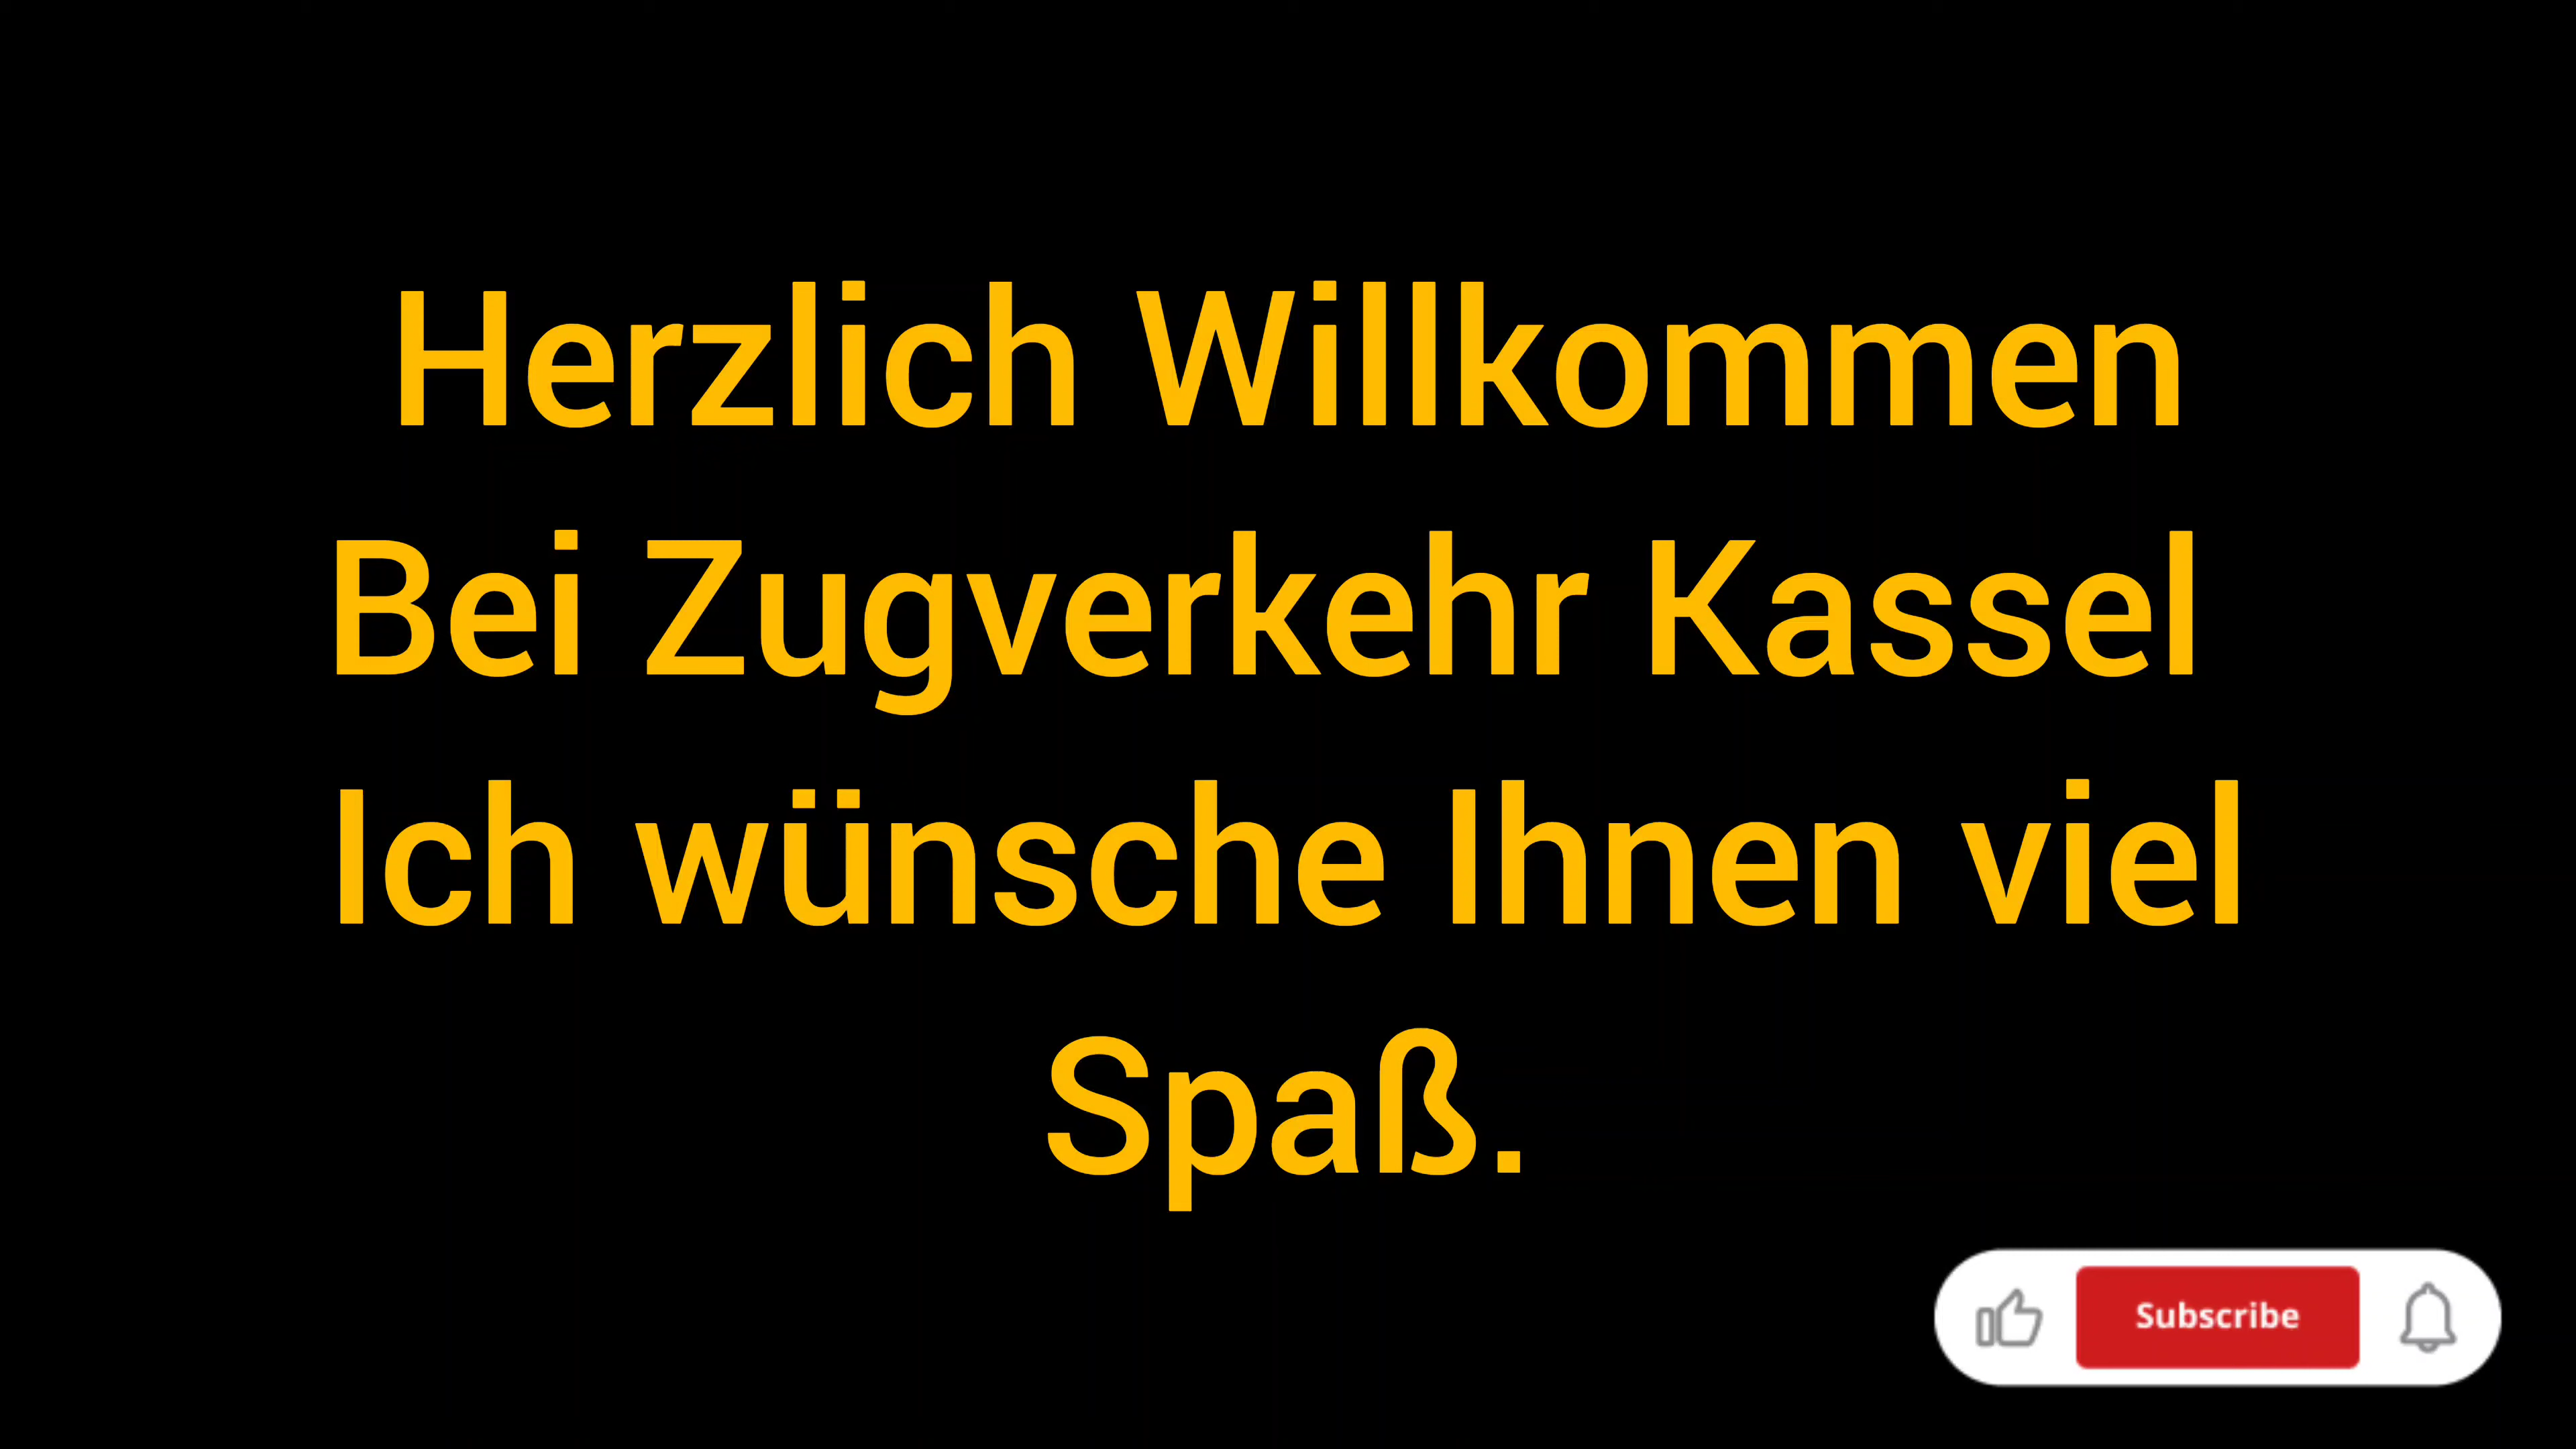 Herzlich Willkommen
Bei Zugverkehr Kassel
Ich wünsche Ihnen viel
Spaß.
Subscribe